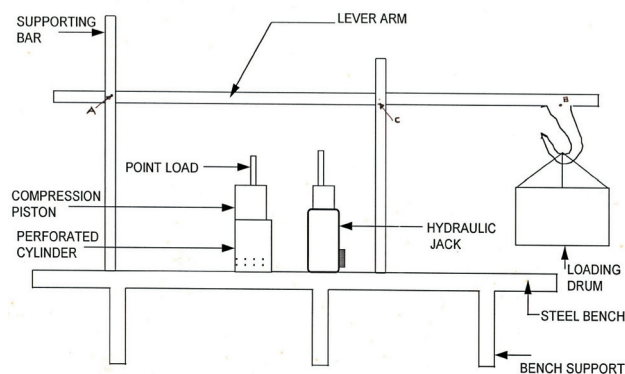 SUPPORTING
BAR
LEVER ARM
A
B
C
POINT LOAD
COMPRESSION
PISTON
PERFORATED
CYLINDER
HYDRAULIC
JACK
LOADING
DRUM
STEEL BENCH
BENCH SUPPORT